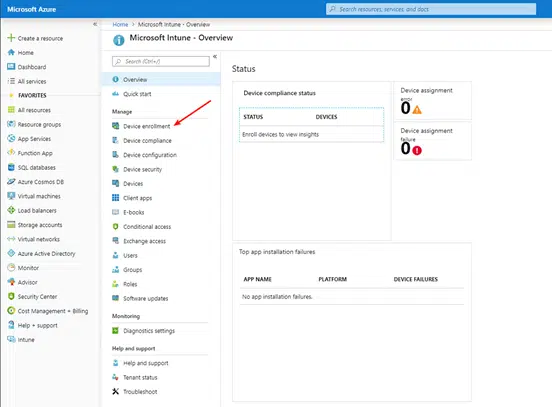 Microsoft Azure
Search resources, services, and docs
Create a resource
Home
Dashboard
All services
FAVORITES
All resources
Resource groups
App Services
Function App
SQL databases
Azure Cosmos DB
Virtual machines
Load balancers
Storage accounts
Virtual networks
Azure Active Directory
Monitor
Advisor
Security Center
Cost Management + Billing
Help + support
Intune
Home > Microsoft Intune - Overview
Microsoft Intune - Overview
Search (Ctrl+/)
Overview
Quick start
Manage
Device enrollment
Device compliance
Device configuration
Device security
Devices
Client apps
E-books
Conditional access
Exchange access
Users
Groups
Roles
Software updates
Monitoring
Diagnostics settings
Help and support
Help and support
Tenant status
Troubleshoot
Status
Device compliance status
STATUS DEVICES
Enroll devices to view insights
Device assignment
error
0
Device assignment
failure
0
Top app installation failures
APP NAME PLATFORM DEVICE FAILURES
No app installation failures.